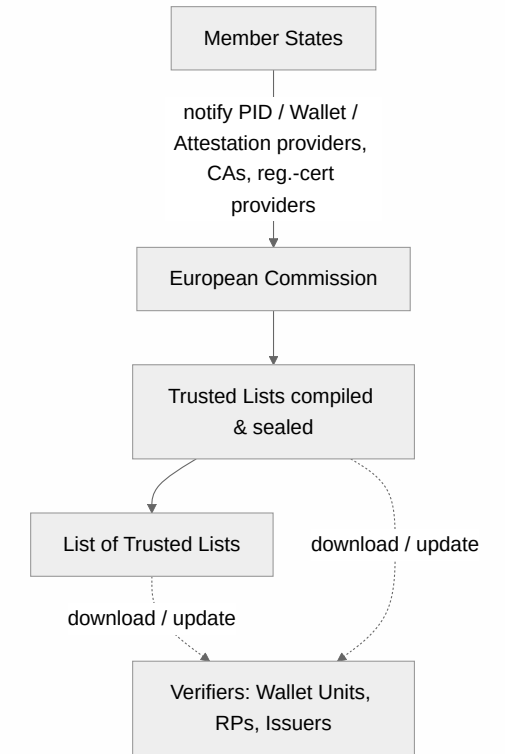 Member States
notify PID / Wallet /
Attestation providers,
CAs, reg.-cert
providers
European Commission
Trusted Lists compiled
& sealed
List of Trusted Lists
download / update
download / update
Verifiers: Wallet Units,
RPs, Issuers